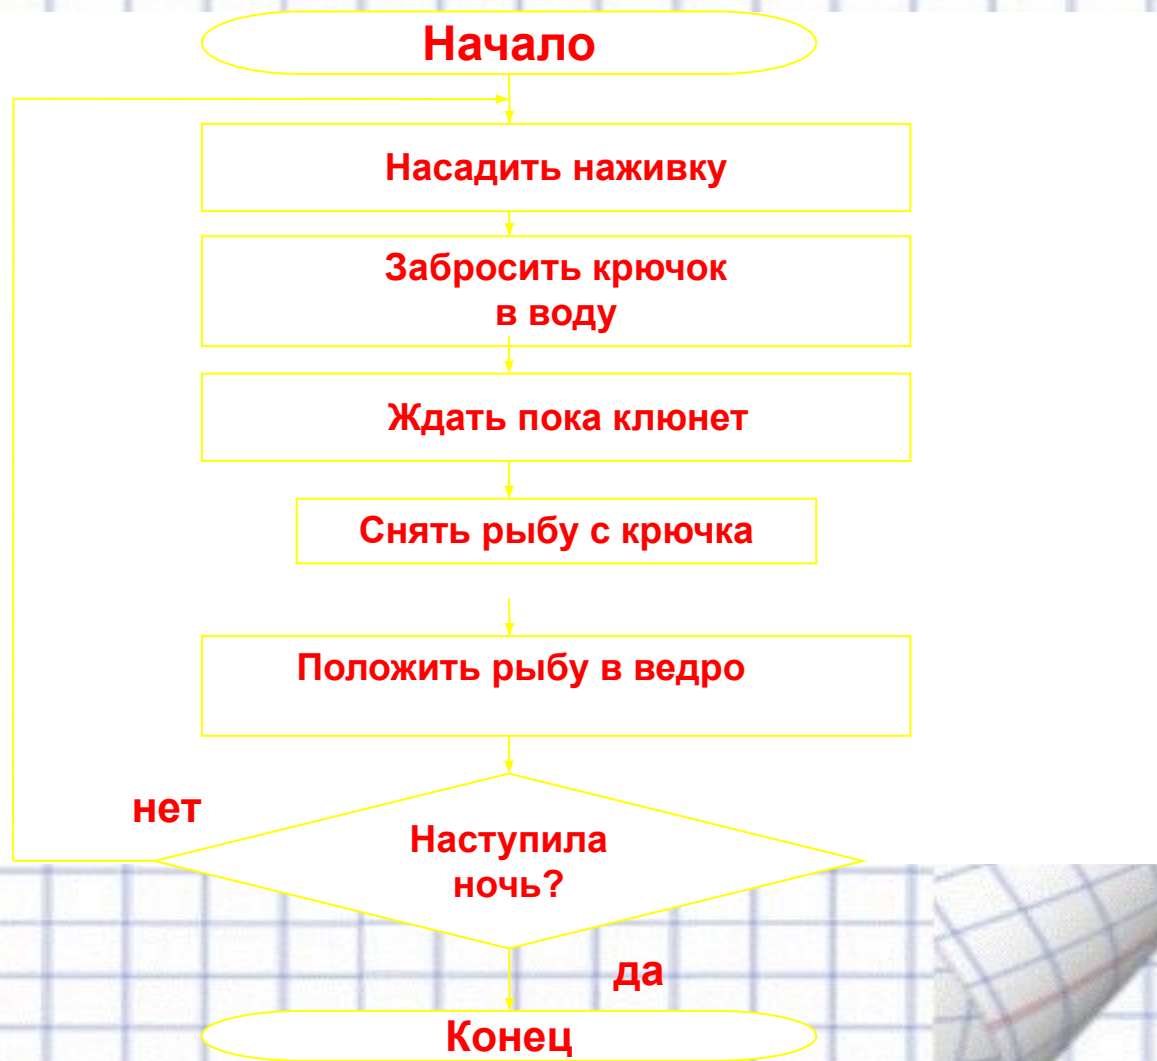 Начало
Насадить наживку
Забросить крючок
в воду
Ждать пока клюнет
Снять рыбу с крючка
Положить рыбу в ведро
нет
Наступила
ночь?
да
Конец